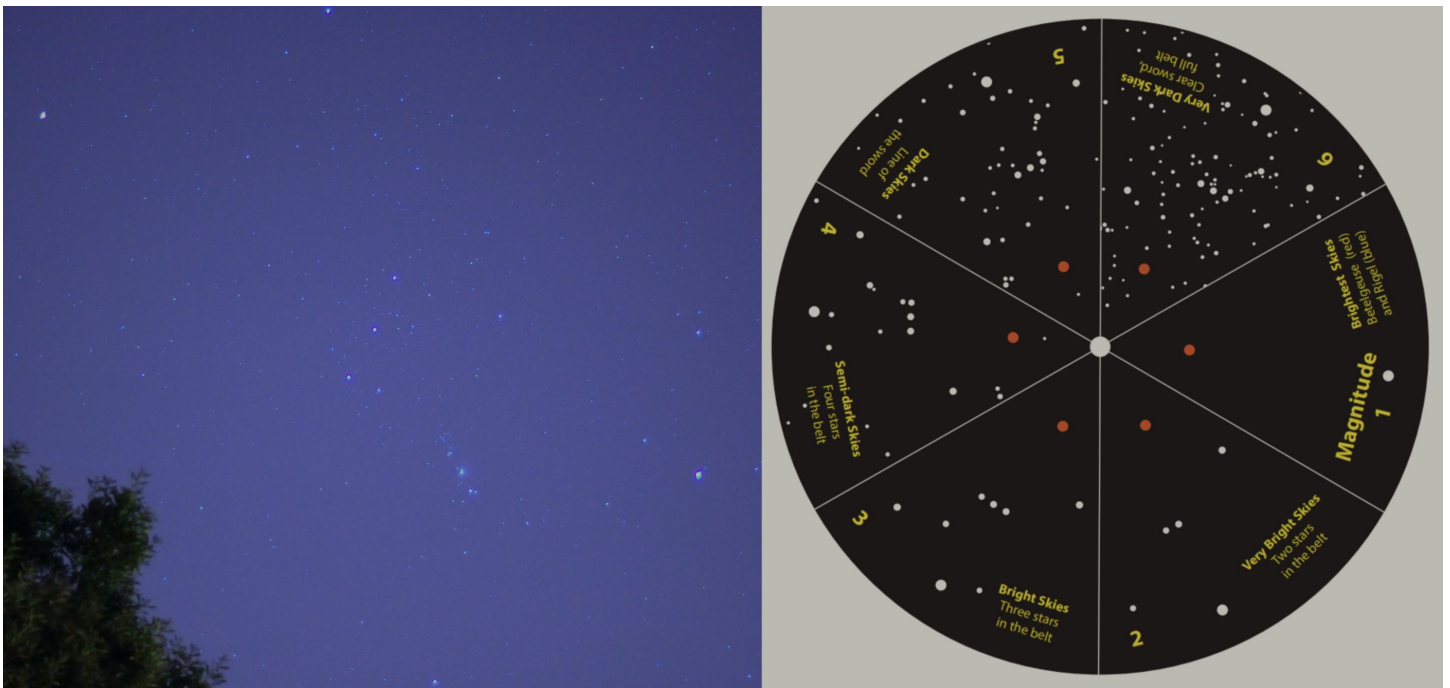 Magnitude
1
Brightest Skies
Betelgeuse (red)
and Rigel (blue)
2
Very Bright Skies
Two stars
in the belt
3
Bright Skies
Three stars
in the belt
4
Semi-dark Skies
Four stars
in the belt
5
Dark Skies
Line of
the sword
6
Very Dark Skies
Clear sword,
full belt